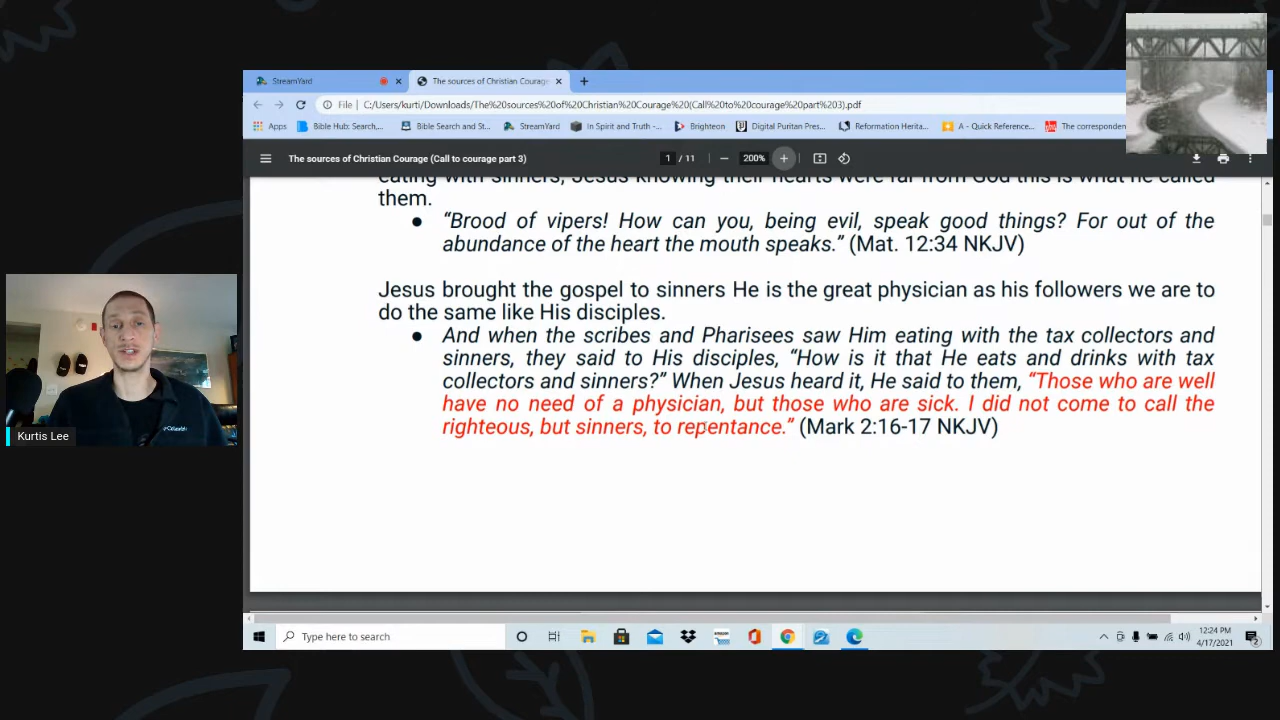 StreamYard
The sources of Christian Courage
File
C:/Users/kurti/Downloads/The%20sources%20of%20Christian%20Courage%20(Call%20to%20courage%20part%203).pdf
Apps
Bible Hub: Search,...
Bible Search and St...
StreamYard
In Spirit and Truth -...
Brighteon
Digital Puritan Pres...
Reformation Herita...
A - Quick Reference...
The corresponden
The sources of Christian Courage (Call to courage part 3)
1 / 11
200%
eating with sinners, Jesus knowing their hearts were far from God this is what he called
them.
● “Brood of vipers! How can you, being evil, speak good things? For out of the
abundance of the heart the mouth speaks.” (Mat. 12:34 NKJV)
Jesus brought the gospel to sinners He is the great physician as his followers we are to
do the same like His disciples.
● And when the scribes and Pharisees saw Him eating with the tax collectors and
sinners, they said to His disciples, “How is it that He eats and drinks with tax
collectors and sinners?” When Jesus heard it, He said to them, “Those who are well
have no need of a physician, but those who are sick. I did not come to call the
righteous, but sinners, to repentance.” (Mark 2:16-17 NKJV)
Columbia
Kurtis Lee
Type here to search
12:24 PM
4/17/2021